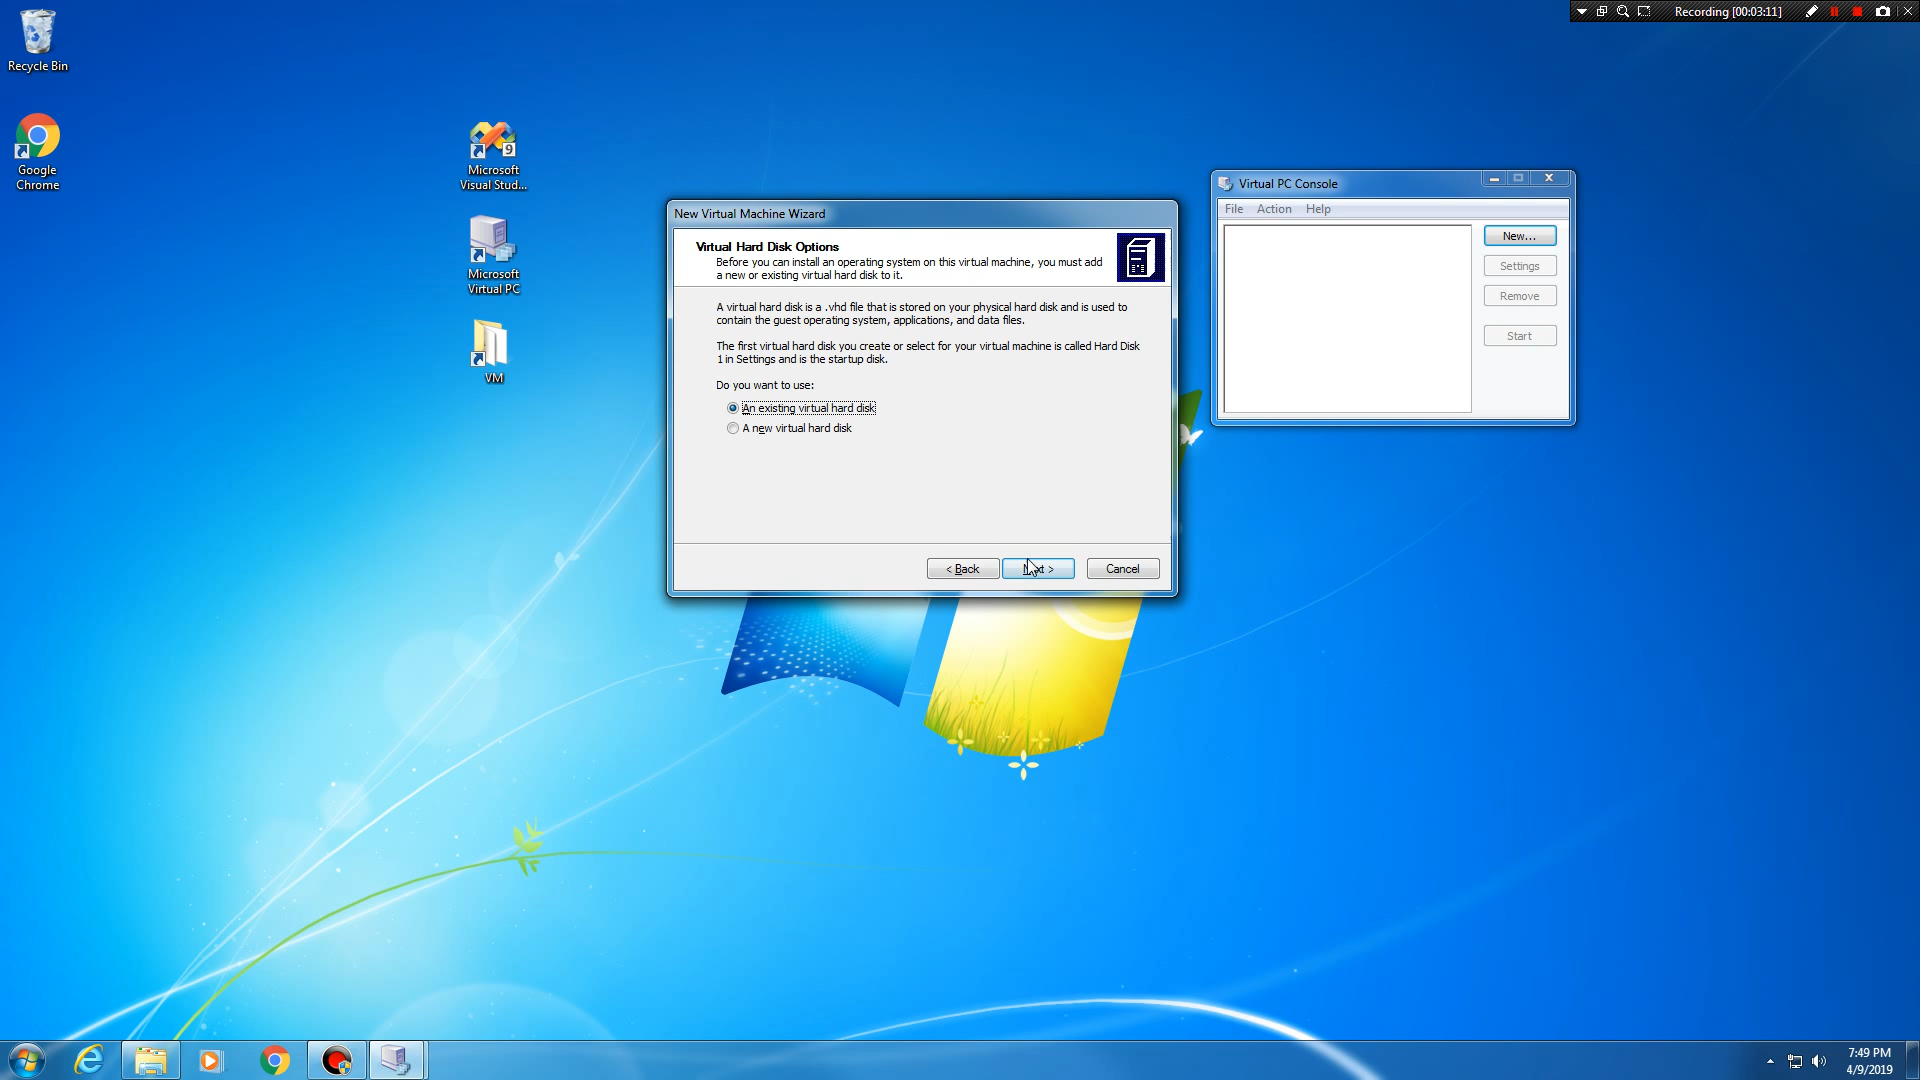 Recording [00:03:11]
Recycle Bin
Google
Chrome
9
Microsoft
Visual Stud...
Microsoft
Virtual PC
VM
New Virtual Machine Wizard
Virtual Hard Disk Options
Before you can install an operating system on this virtual machine, you must add
a new or existing virtual hard disk to it.
A virtual hard disk is a .vhd file that is stored on your physical hard disk and is used to
contain the guest operating system, applications, and data files.
The first virtual hard disk you create or select for your virtual machine is called Hard Disk
1 in Settings and is the startup disk.
Do you want to use:
An existing virtual hard disk
A new virtual hard disk
< Back
Next >
Cancel
Virtual PC Console
File Action Help
New...
Settings
Remove
Start
7:49 PM
4/9/2019